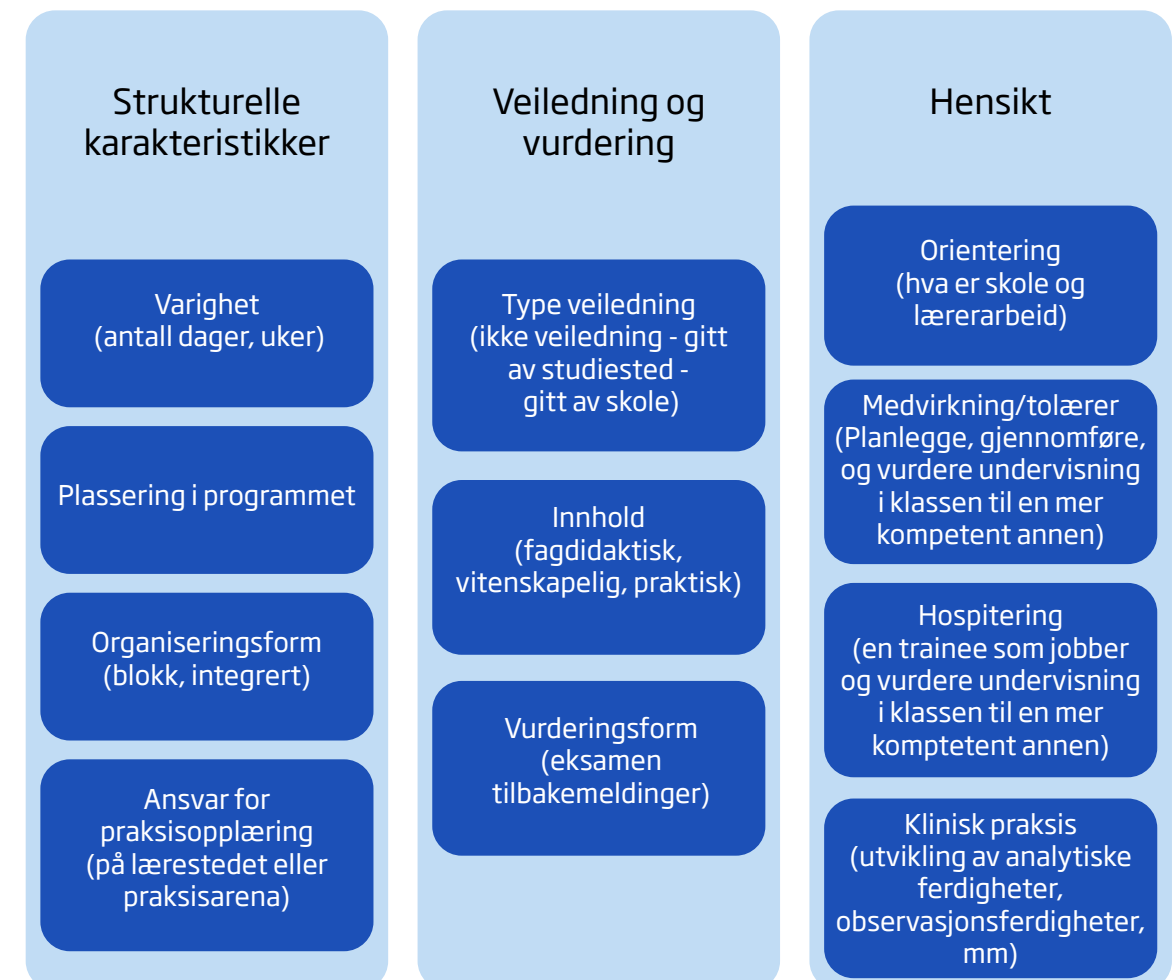 Strukturelle
karakteristikker
Varighet
(antall dager, uker)
Plassering i programmet
Organiseringsform
(blokk, integrert)
Ansvar for
praksisopplæring
(på lærestedet eller
praksisarena)
Veiledning og
vurdering
Type veiledning
(ikke veiledning - gitt
av studiested -
gitt av skole)
Innhold
(fagdidaktisk,
vitenskapelig, praktisk)
Vurderingsform
(eksamen
tilbakemeldinger)
Hensikt
Orientering
(hva er skole og
lærerarbeid)
Medvirkning/tolærer
(Planlegge, gjennomføre,
og vurdere undervisning
i klassen til en mer
kompetent annen)
Hospitering
(en trainee som jobber
og vurdere undervisning
i klassen til en mer
komptetent annen)
Klinisk praksis
(utvikling av analytiske
ferdigheter,
observasjonsferdigheter,
mm)